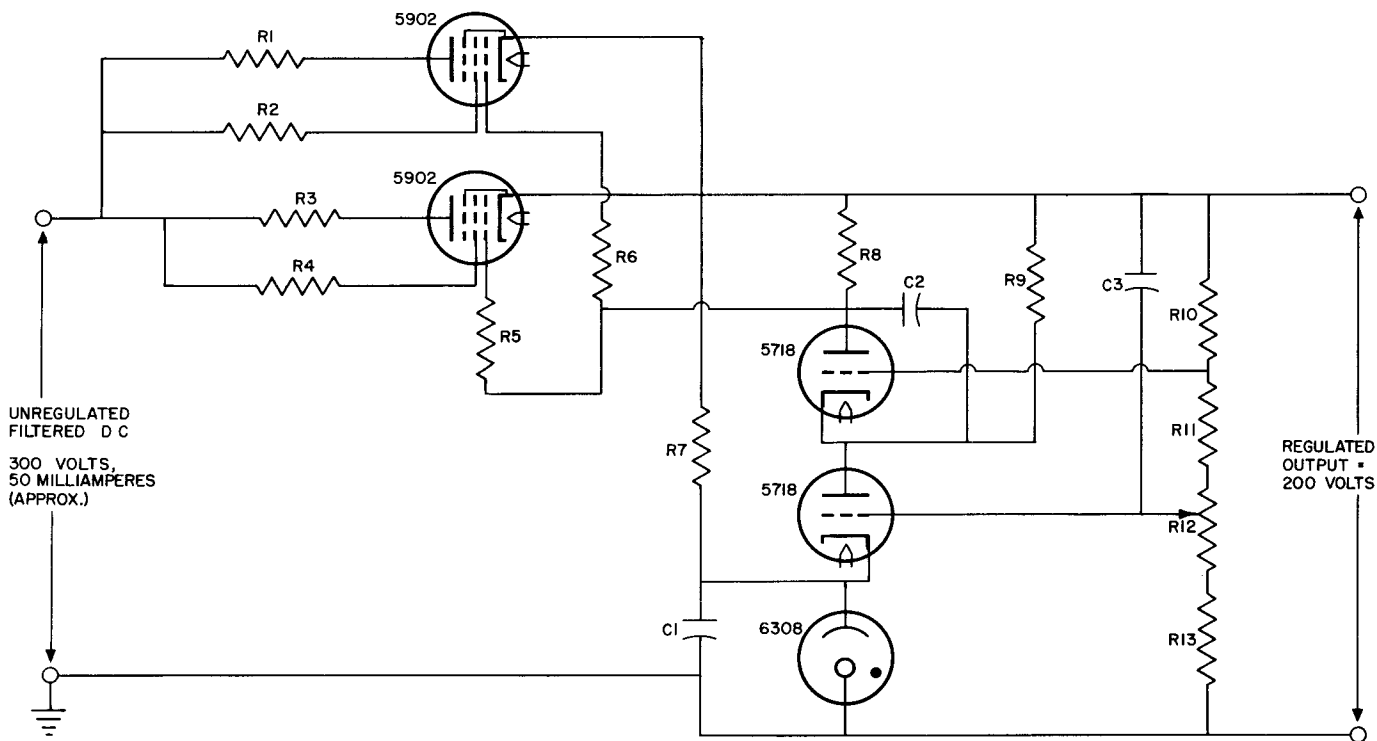 5902
R1
R2
5902
R3
R4
R6
R5
R8
C2
R9
C3
R10
5718
R11
R7
5718
R12
C1
6308
R13
UNREGULATED
FILTERED D C
300 VOLTS,
50 MILLIAMPERES
(APPROX.)
REGULATED
OUTPUT =
200 VOLTS